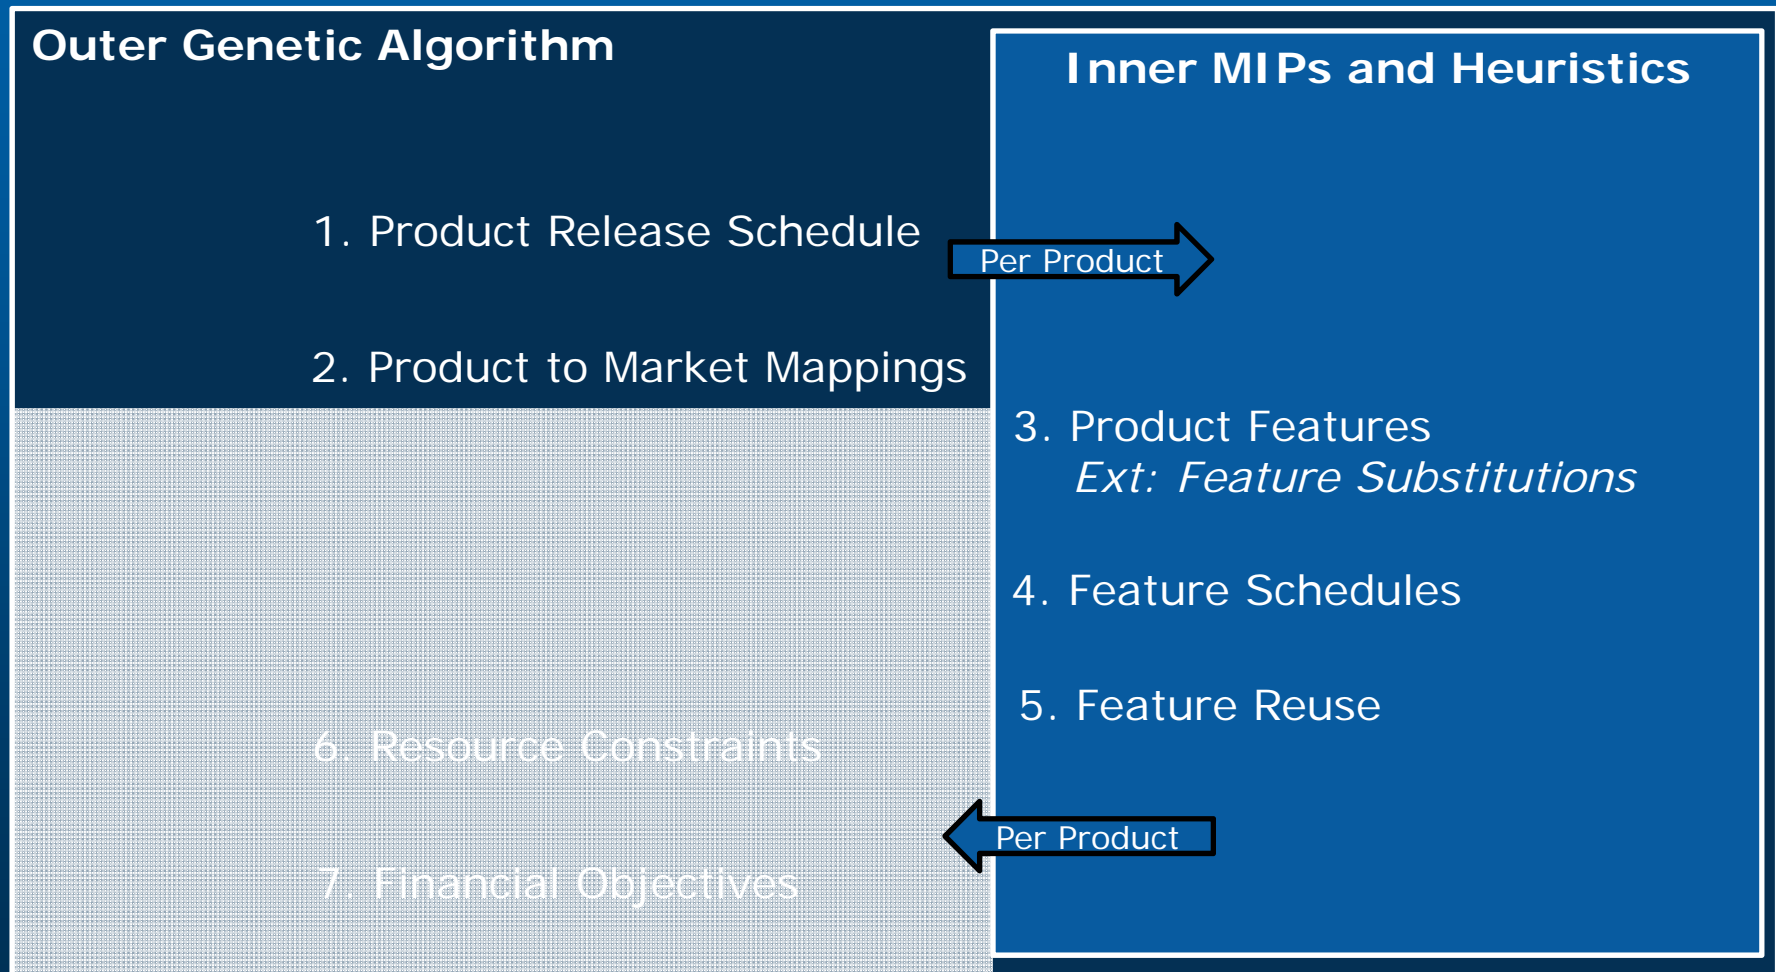 Outer Genetic Algorithm
Inner MIPs and Heuristics
1. Product Release Schedule
Per Product
2. Product to Market Mappings
3. Product Features
Ext: Feature Substitutions
4. Feature Schedules
5. Feature Reuse
6. Resource Constraints
Per Product
7. Financial Objectives